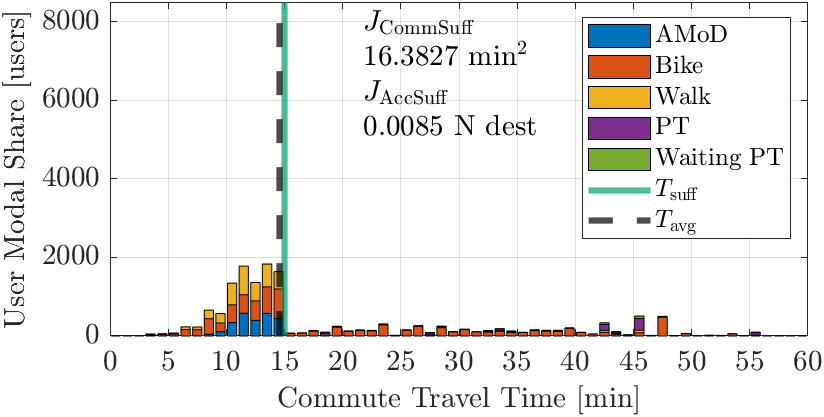 8000
6000
4000
2000
0
User Modal Share [users]
J_CommSuff
16.3827 min²
J_AccSuff
0.0085 N dest
AMoD
Bike
Walk
PT
Waiting PT
T_suff
T_avg
0 5 10 15 20 25 30 35 40 45 50 55 60
Commute Travel Time [min]